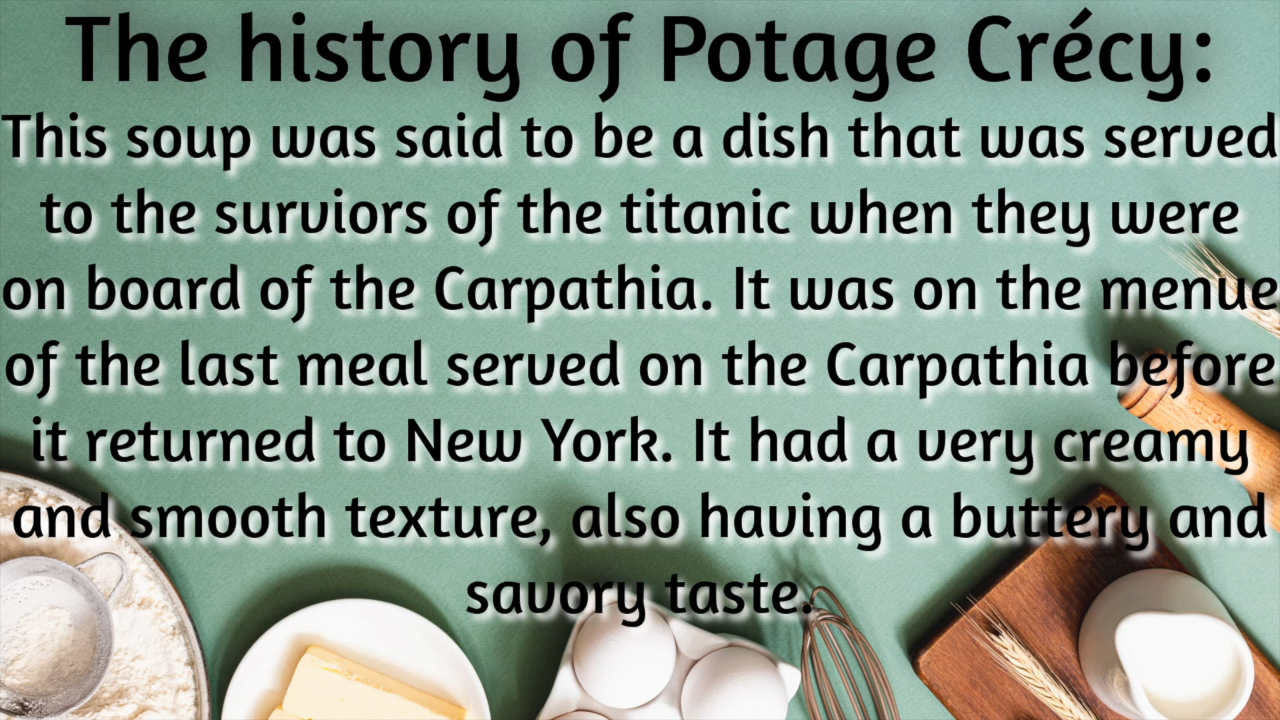 The history of Potage Crécy:
This soup was said to be a dish that was served
to the surviors of the titanic when they were
on board of the Carpathia. It was on the menue
of the last meal served on the Carpathia before
it returned to New York. It had a very creamy
and smooth texture, also having a buttery and
savory taste.